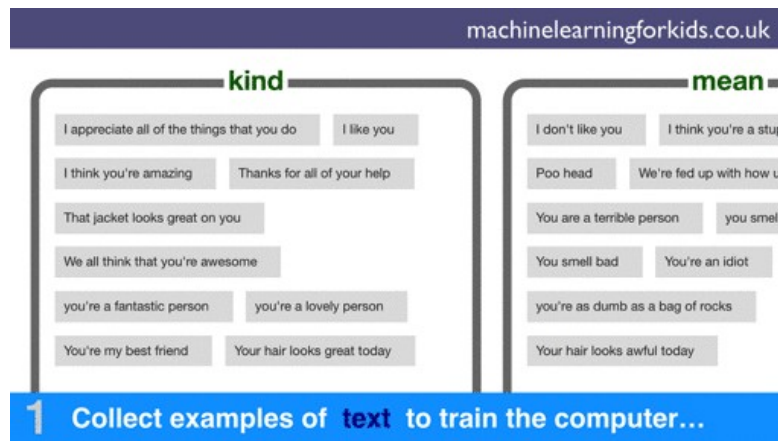 machinelearningforkids.co.uk
kind
I appreciate all of the things that you do I like you
I think you're amazing Thanks for all of your help
That jacket looks great on you
We all think that you're awesome
you're a fantastic person you're a lovely person
You're my best friend Your hair looks great today
mean
I don't like you I think you're a
Poo head We're fed up with how
You are a terrible person you
You smell bad You're an idiot
you're as dumb as a bag of rocks
Your hair looks awful today
1 Collect examples of text to train the computer...